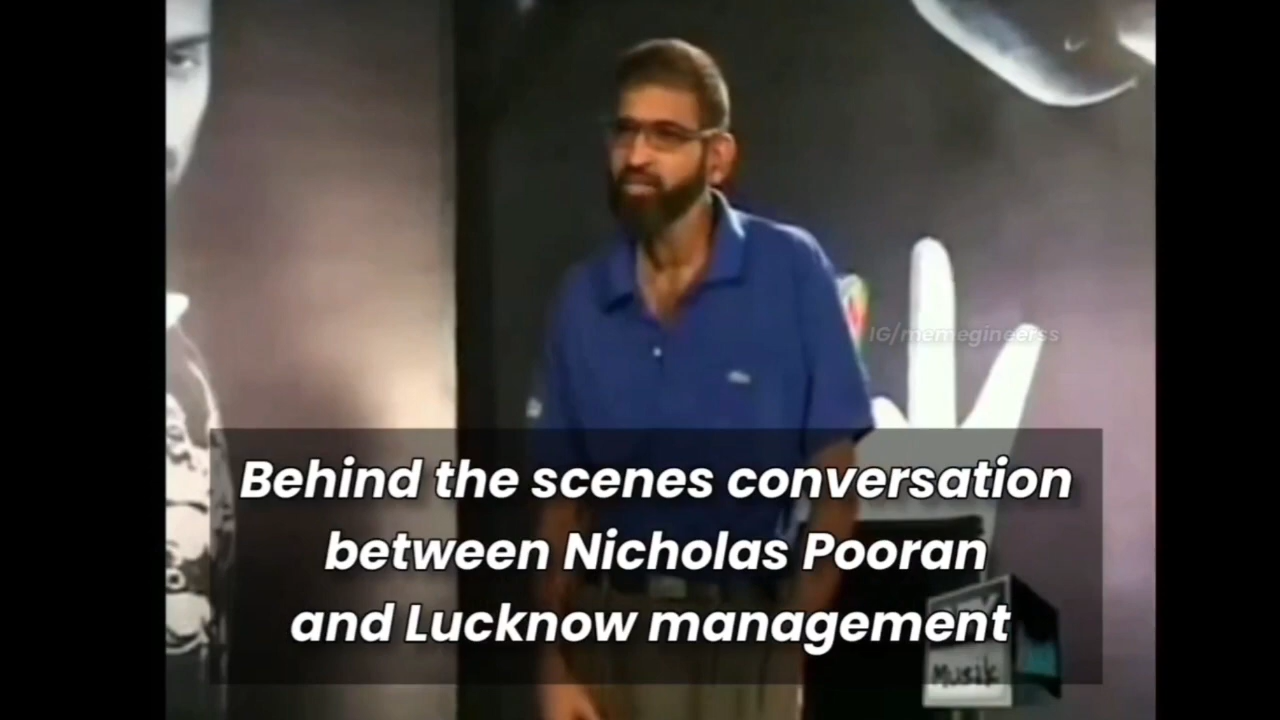 IG/memegineerss
Behind the scenes conversation
between Nicholas Pooran
and Lucknow management
Musik